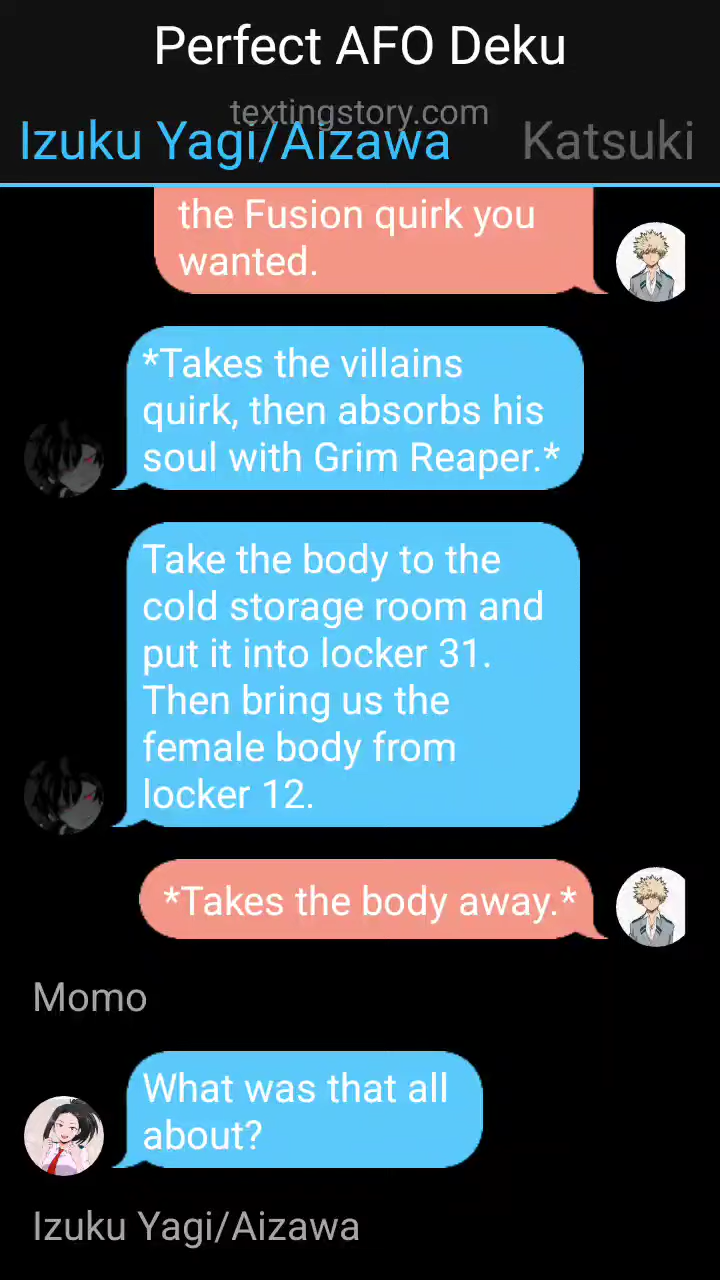 Perfect AFO Deku
textingstory.com
Izuku Yagi/Aizawa Katsuki
the Fusion quirk you
wanted.
*Takes the villains
quirk, then absorbs his
soul with Grim Reaper.*
Take the body to the
cold storage room and
put it into locker 31.
Then bring us the
female body from
locker 12.
*Takes the body away.*
Momo
What was that all
about?
Izuku Yagi/Aizawa